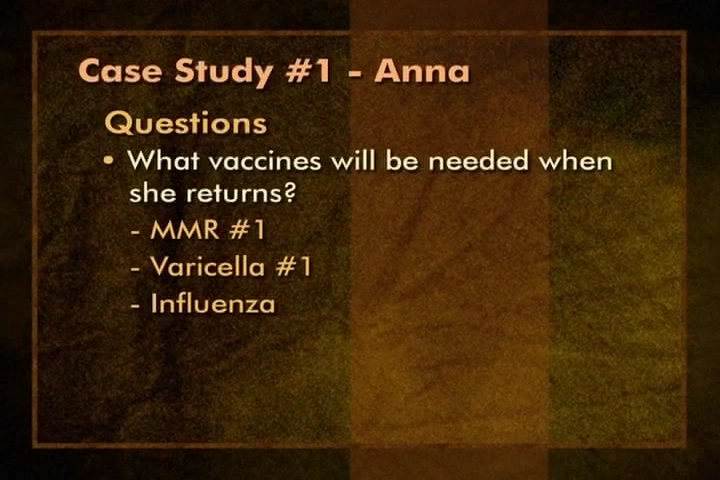 Case Study #1 - Anna
Questions
• What vaccines will be needed when
she returns?
- MMR #1
- Varicella #1
- Influenza